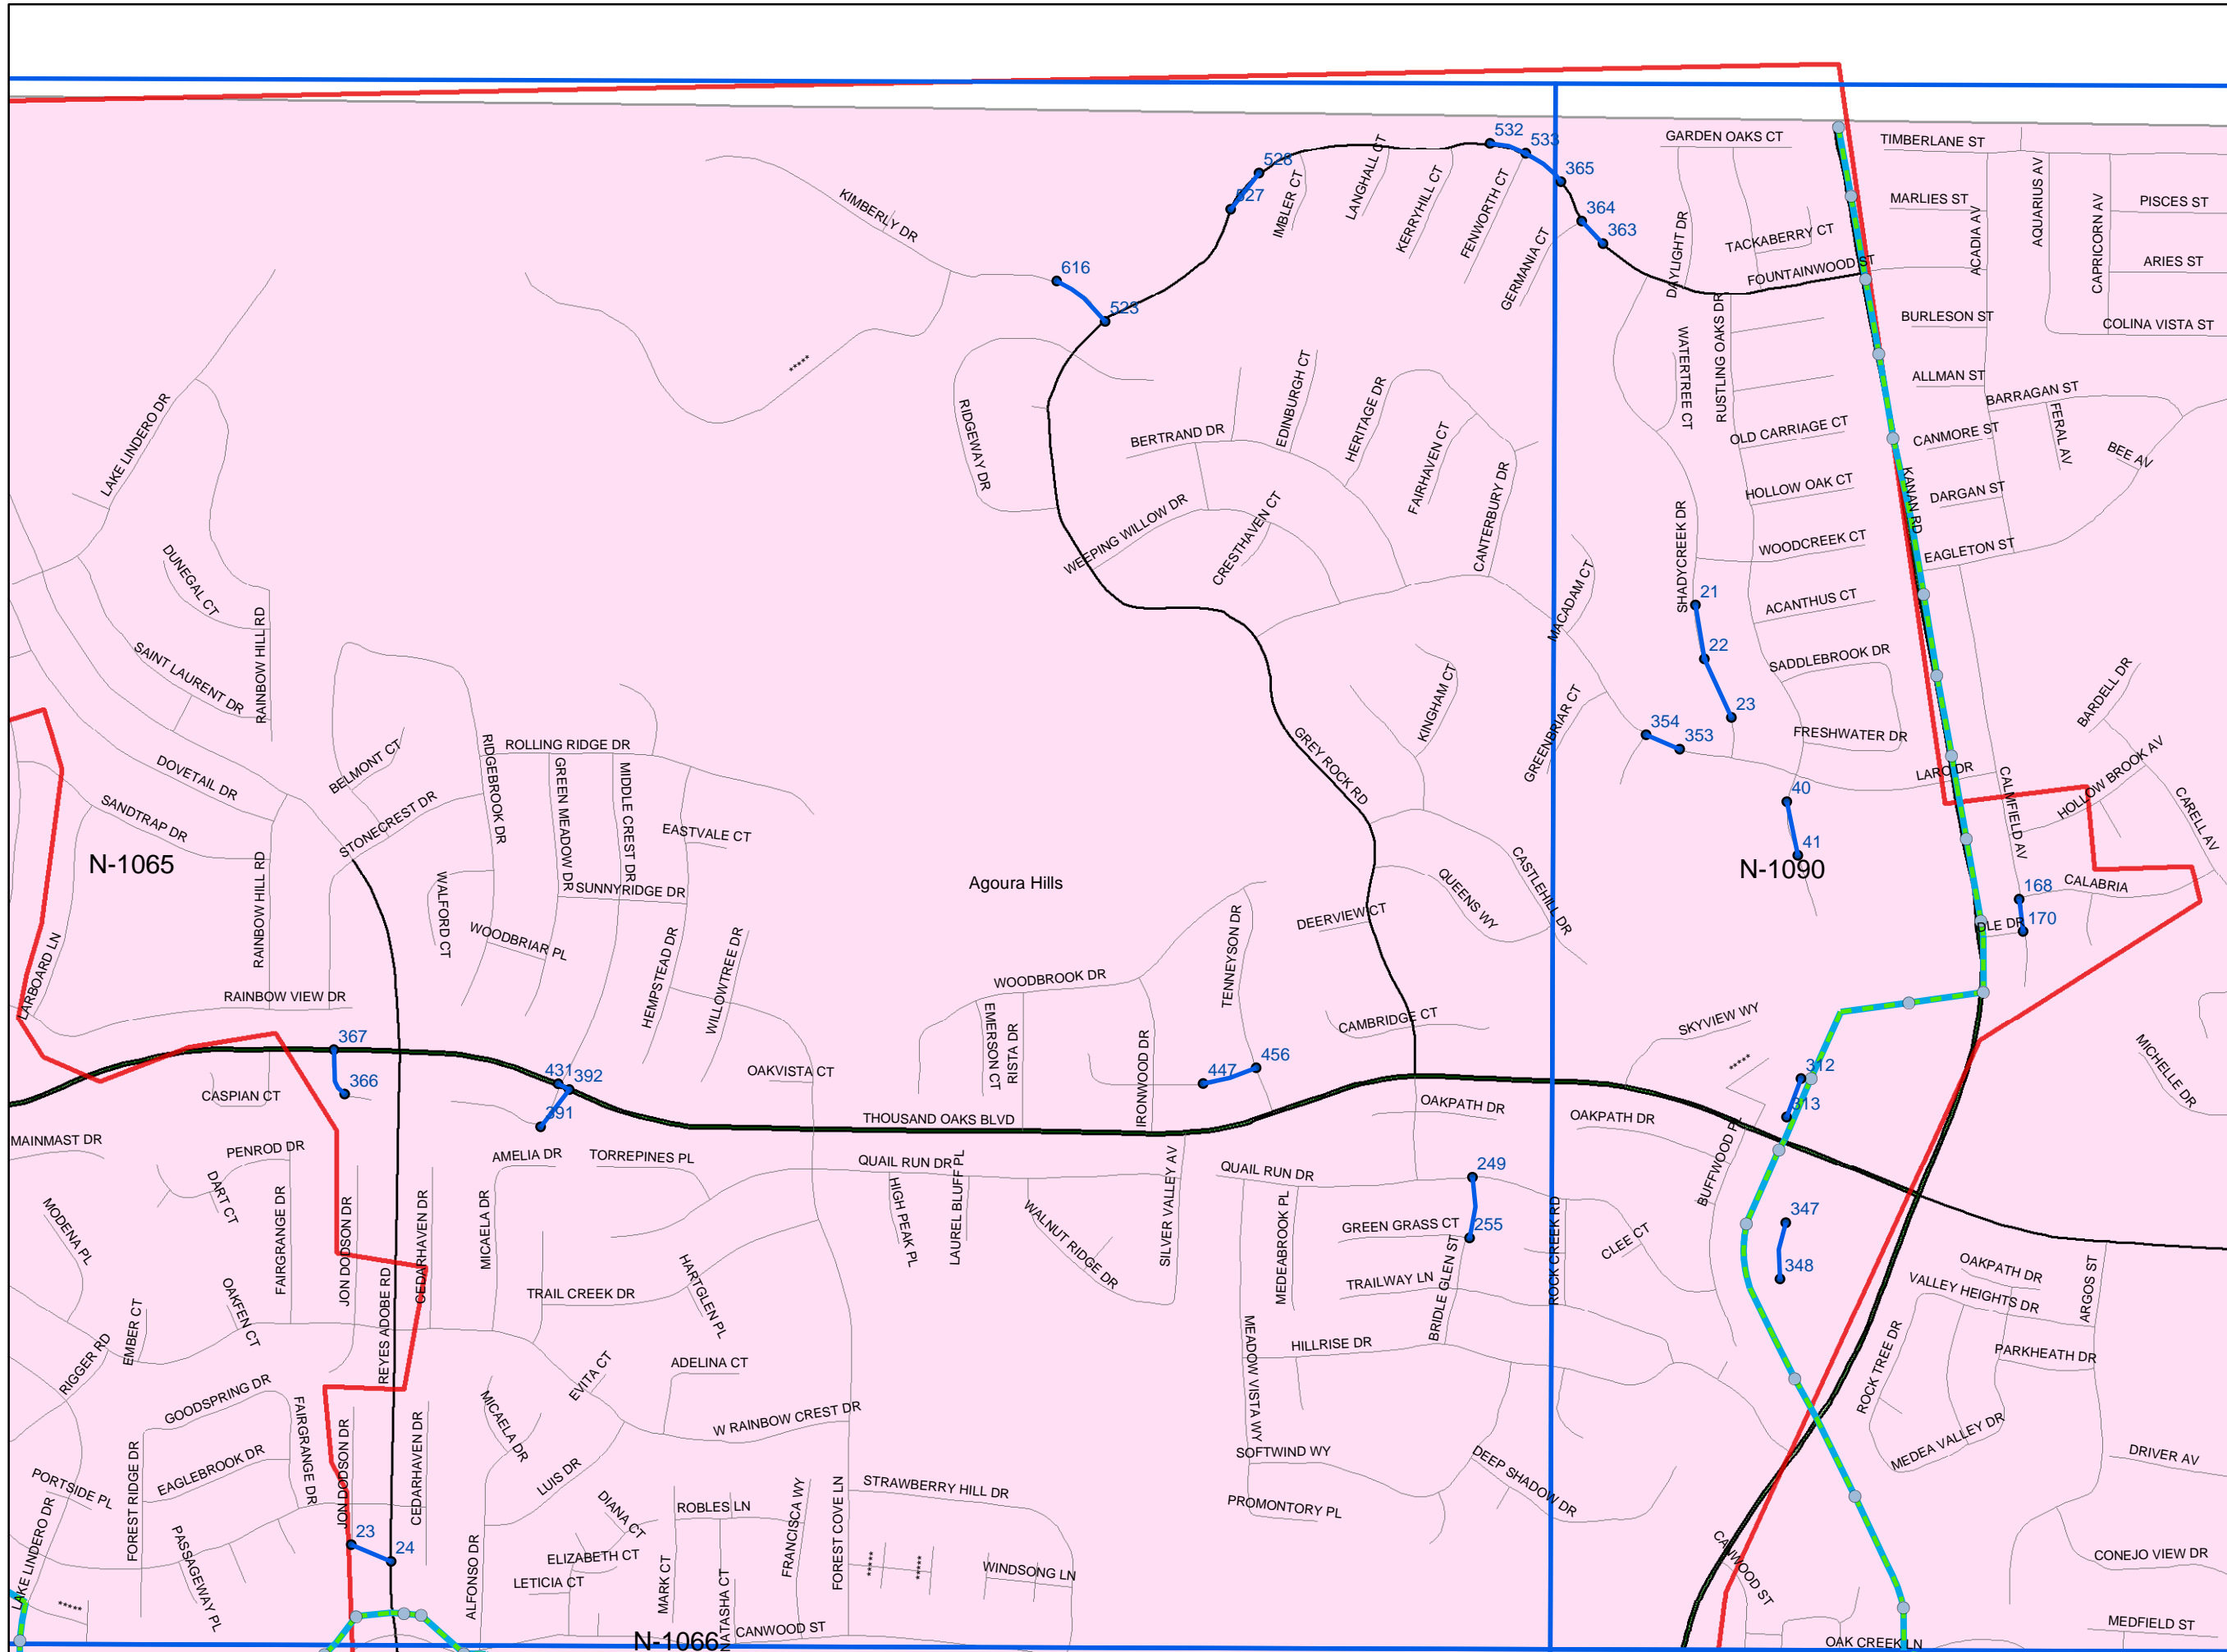 532
533
528
527
365
364
363
616
523
GARDEN OAKS CT
TIMBERLANE ST
KIMBERLY DR
IMBLER CT
LANGHALL CT
KERRYHILL CT
FENWORTH CT
GERMANIA CT
DAYLIGHT DR
TACKABERRY CT
FOUNTAINWOOD ST
MARLIES ST
ACADIA AV
AQUARIUS AV
CAPRICORN AV
PISCES ST
ARIES ST
BURLESON ST
COLINA VISTA ST
*****
LAKE LINDERO DR
RIDGEWAY DR
BERTRAND DR
EDINBURGH CT
HERITAGE DR
FAIRHAVEN CT
CANTERBURY DR
WATERTREE CT
RUSTLING OAKS DR
ALLMAN ST
BARRAGAN ST
FERAL AV
BEE AV
OLD CARRIAGE CT
CANMORE ST
HOLLOW OAK CT
KANAN RD
DARGAN ST
WEEPING WILLOW DR
CRESTHAVEN CT
SHADYCREEK DR
WOODCREEK CT
EAGLETON ST
DUNEGAL CT
SAINT LAURENT DR
RAINBOW HILL RD
MACADAM CT
21
22
23
ACANTHUS CT
SADDLEBROOK DR
FRESHWATER DR
BARDELL DR
KINGHAM CT
GREENBRIAR CT
354
353
LARO DR
CALMFIELD AV
HOLLOW BROOK AV
CARELL AV
DOVETAIL DR
SANDTRAP DR
BELMONT CT
STONECREST DR
RIDGEBROOK DR
ROLLING RIDGE DR
GREEN MEADOW DR
MIDDLE CREST DR
EASTVALE CT
SUNNYRIDGE DR
GREY ROCK RD
40
41
N-1065
Agoura Hills
N-1090
QUEENS WY
CASTLEHILL DR
DEERVIEW CT
168
170
CALABRIA
DLE DR
RAINBOW HILL RD
LARBOARD LN
WALFORD CT
WOODBRIAR PL
HEMPSTEAD DR
WILLOWTREE DR
RAINBOW VIEW DR
WOODBROOK DR
TENNEYSON DR
EMERSON CT
RISTA DR
IRONWOOD DR
CAMBRIDGE CT
SKYVIEW WY
*****
MICHELLE DR
367
366
431
392
391
447
456
312
313
CASPIAN CT
OAKVISTA CT
THOUSAND OAKS BLVD
OAKPATH DR
OAKPATH DR
MAINMAST DR
PENROD DR
DART CT
AMELIA DR
TORREPINES PL
QUAIL RUN DR
QUAIL RUN DR
249
255
347
348
MODENA PL
FAIRGRANGE DR
JON DODSON DR
CEDARHAVEN DR
MICAELA DR
HIGH PEAK PL
LAUREL BLUFF PL
WALNUT RIDGE DR
SILVER VALLEY AV
MEDEABROOK PL
GREEN GRASS CT
BRIDLE GLEN ST
ROCK CREEK RD
CLEE CT
OAKPATH DR
VALLEY HEIGHTS DR
ARGOS ST
TRAILWAY LN
TRAIL CREEK DR
HARTGLEN PL
OAKFEN CT
EMBER CT
RIGGER RD
REYES ADOBE RD
MEADOW VISTA WY
HILLRISE DR
ROCK TREE DR
PARKHEATH DR
ADELINA CT
EVITA CT
GOODSPRING DR
FAIRGRANGE DR
JON DODSON DR
CEDARHAVEN DR
MICAELA DR
W RAINBOW CREST DR
SOFTWIND WY
DEEP SHADOW DR
MEDEA VALLEY DR
DRIVER AV
EAGLEBROOK DR
LUIS DR
PORTSIDE PL
FOREST RIDGE DR
DIANA CT
ROBLES LN
FRANCISCA WY
FOREST COVE LN
STRAWBERRY HILL DR
PROMONTORY PL
23
24
LAKE LINDERO DR
PASSAGEWAY PL
ALFONSO DR
ELIZABETH CT
LETICIA CT
MARK CT
NATASHA CT
*****
*****
WINDSONG LN
CONEJO VIEW DR
*****
N-1066
CANWOOD ST
MEDFIELD ST
OAK CREEK LN